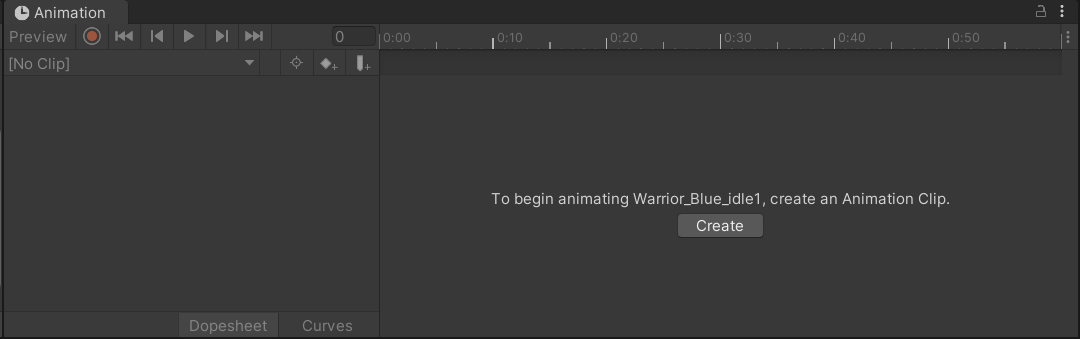 Animation
Preview 0 0:00 0:10 0:20 0:30 0:40 0:50
[No Clip]
To begin animating Warrior_Blue_idle1, create an Animation Clip.
Create
Dopesheet Curves